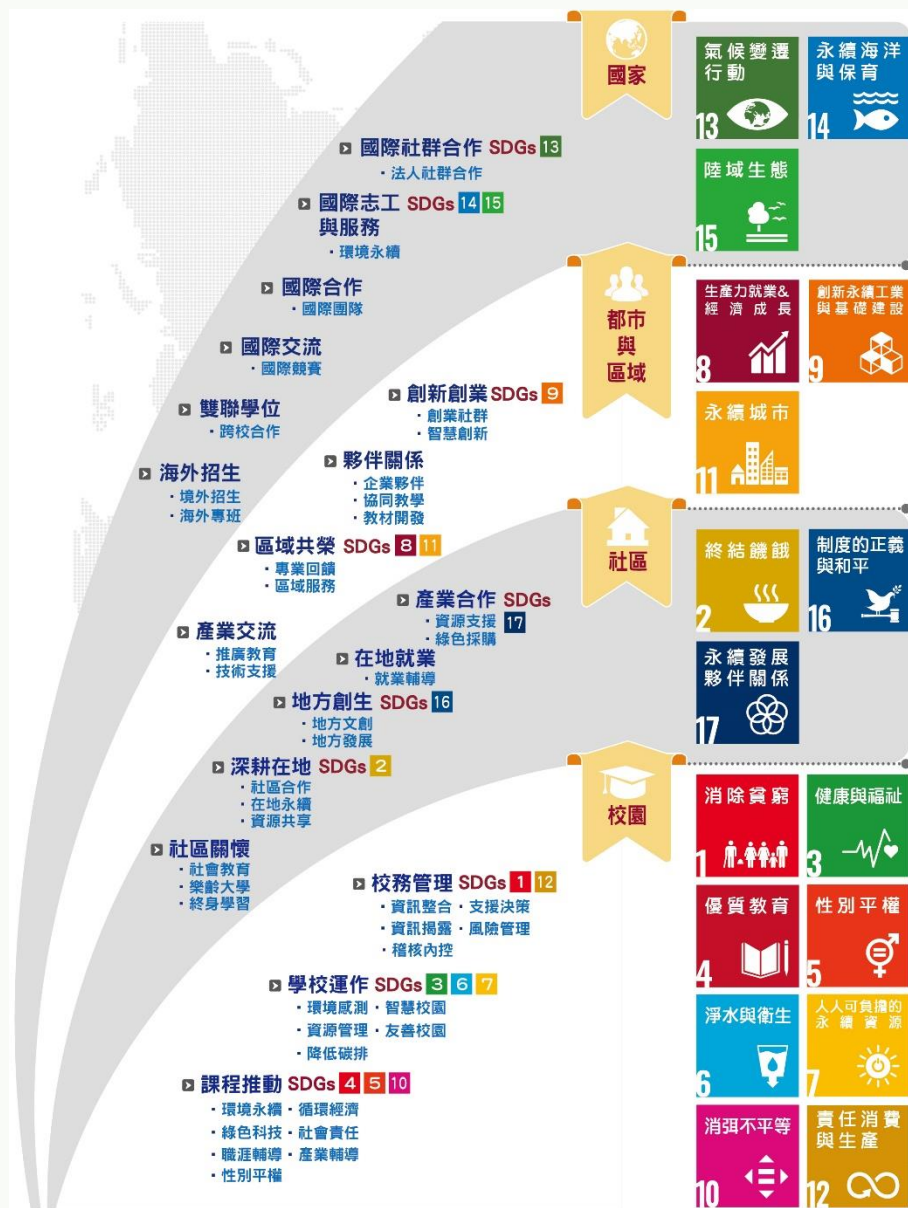 國家
氣候變遷
行動
13
永續海洋
與保育
14
陸域生態
15
國際社群合作 SDGs 13
・法人社群合作
國際志工 SDGs 14 15
與服務
・環境永續
國際合作
・國際團隊
國際交流
・國際競賽
雙聯學位
・跨校合作
海外招生
・境外招生
・海外專班
都市
與
區域
生產力就業&
經濟成長
8
創新永續工業
與基礎建設
9
永續城市
11
創新創業 SDGs 9
・創業社群
・智慧創新
夥伴關係
・企業夥伴
・協同教學
・教材開發
區域共榮 SDGs 8 11
・專業回饋
・區域服務
產業交流
・推廣教育
・技術支援
社區
終結饑餓
2
制度的正義
與和平
16
永續發展
夥伴關係
17
產業合作 SDGs
・資源支援 17
・綠色採購
在地就業
・就業輔導
地方創生 SDGs 16
・地方文創
・地方發展
深耕在地 SDGs 2
・社區合作
・在地永續
・資源共享
社區關懷
・社會教育
・樂齡大學
・終身學習
校園
消除貧窮
1
健康與福祉
3
優質教育
4
性別平權
5
淨水與衛生
6
人人可負擔的
永續資源
7
消弭不平等
10
責任消費
與生產
12
校務管理 SDGs 1 12
・資訊整合・支援決策
・資訊揭露・風險管理
・稽核內控
學校運作 SDGs 3 6 7
・環境感測・智慧校園
・資源管理・友善校園
・降低碳排
課程推動 SDGs 4 5 10
・環境永續・循環經濟
・綠色科技・社會責任
・職涯輔導・產業輔導
・性別平權